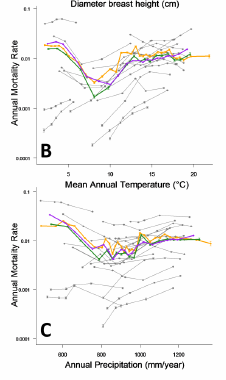 Diameter breast height (cm)
0.1
0.01
0.001
0.0001
Annual Mortality Rate
B
5 10 15 20
Mean Annual Temperature (°C)
0.1
0.01
0.001
0.0001
Annual Mortality Rate
C
600 800 1000 1200
Annual Precipitation (mm/year)